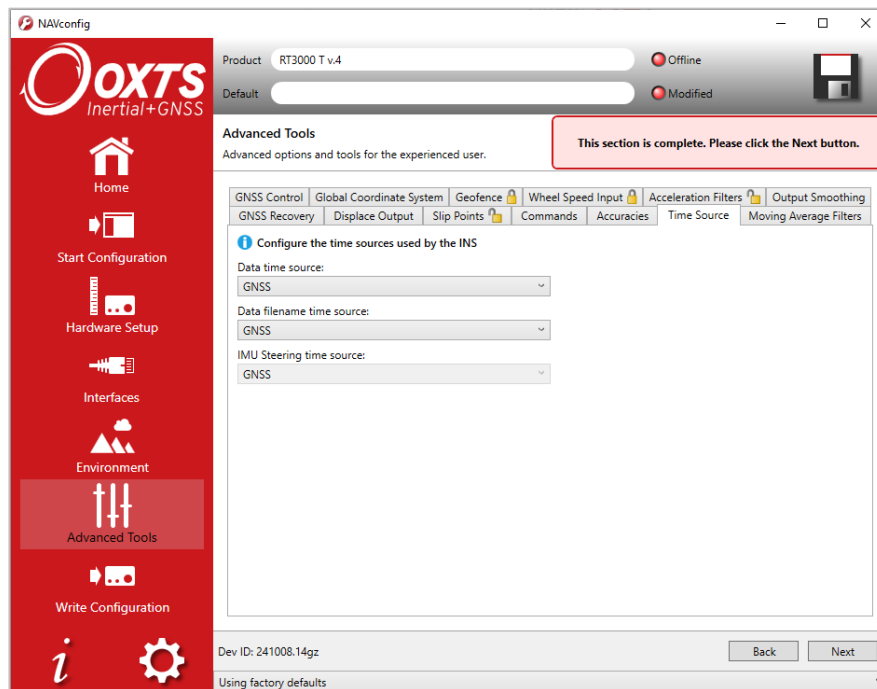 NAVconfig
OXTS
Inertial+GNSS
Home
Start Configuration
Hardware Setup
Interfaces
Environment
Advanced Tools
Write Configuration
Product RT3000 T v.4 Offline
Default Modified
Advanced Tools
Advanced options and tools for the experienced user.
This section is complete. Please click the Next button.
GNSS Control Global Coordinate System Geofence Wheel Speed Input Acceleration Filters Output Smoothing
GNSS Recovery Displace Output Slip Points Commands Accuracies Time Source Moving Average Filters
Configure the time sources used by the INS
Data time source:
GNSS
Data filename time source:
GNSS
IMU Steering time source:
GNSS
Dev ID: 241008.14gz Back Next
Using factory defaults